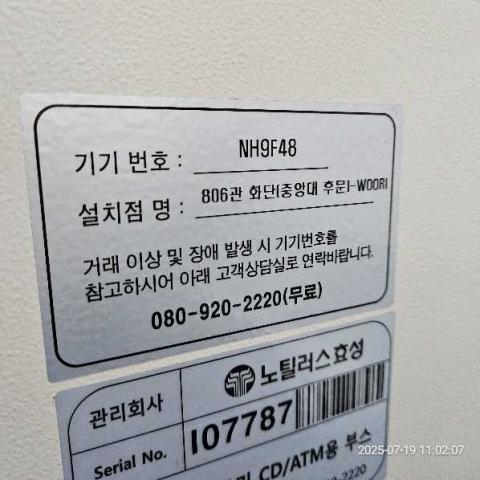 기기 번호 : NH9F48
설치점 명 : 806관 화단(중앙대 후문)-WOORI
거래 이상 및 장애 발생 시 기기번호를
참고하시어 아래 고객상담실로 연락바랍니다.
080-920-2220(무료)
관리회사 노틸러스효성
Serial No. I07787
CD/ATM용 부스
-2220
2025-07-19 11:02:07